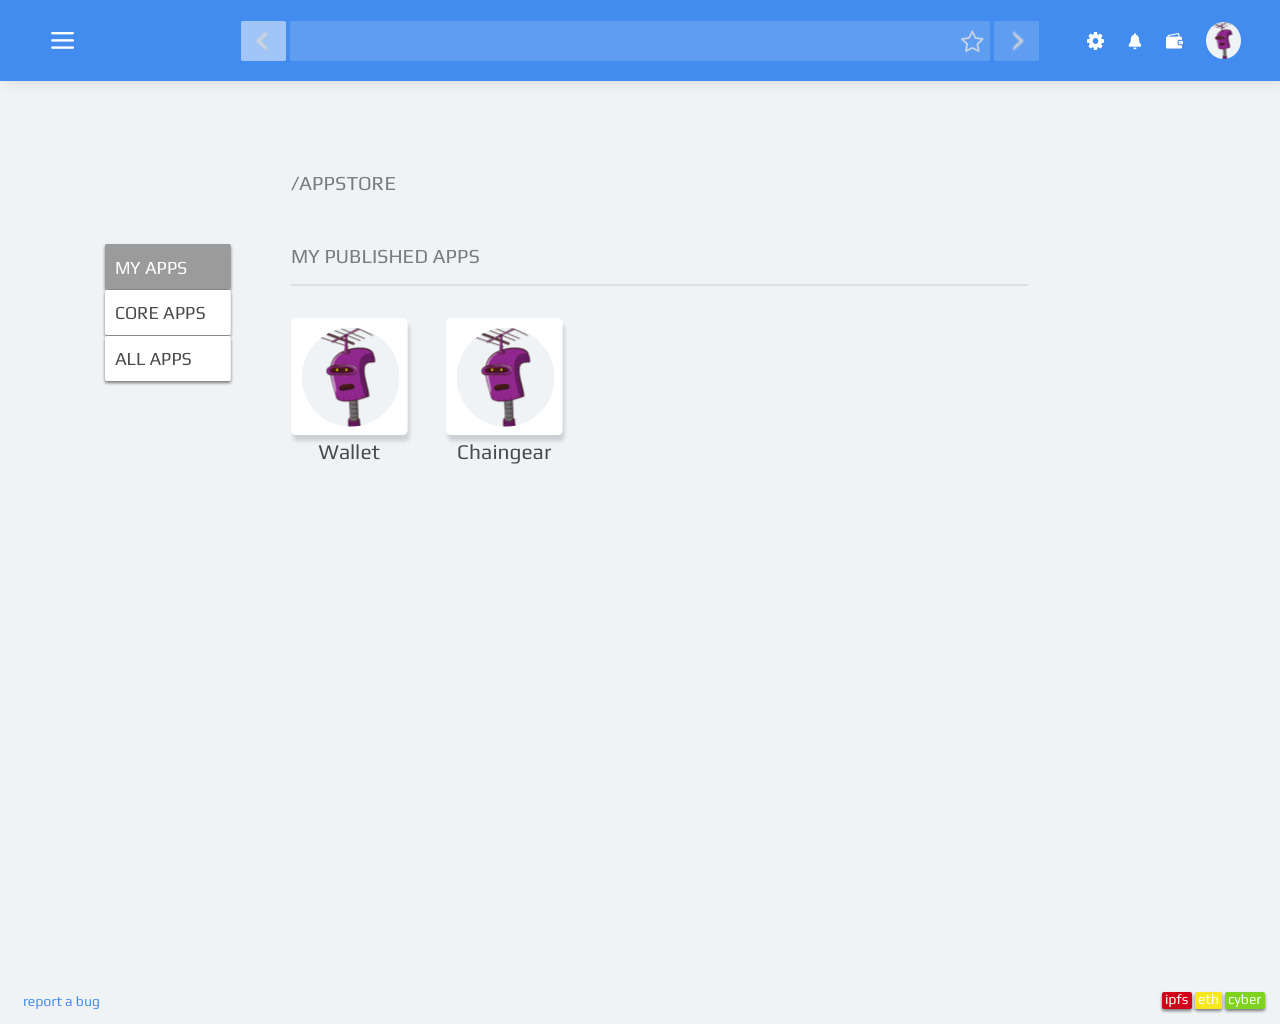 /APPSTORE
MY PUBLISHED APPS
MY APPS
CORE APPS
ALL APPS
Wallet
Chaingear
report a bug
ipfs eth cyber